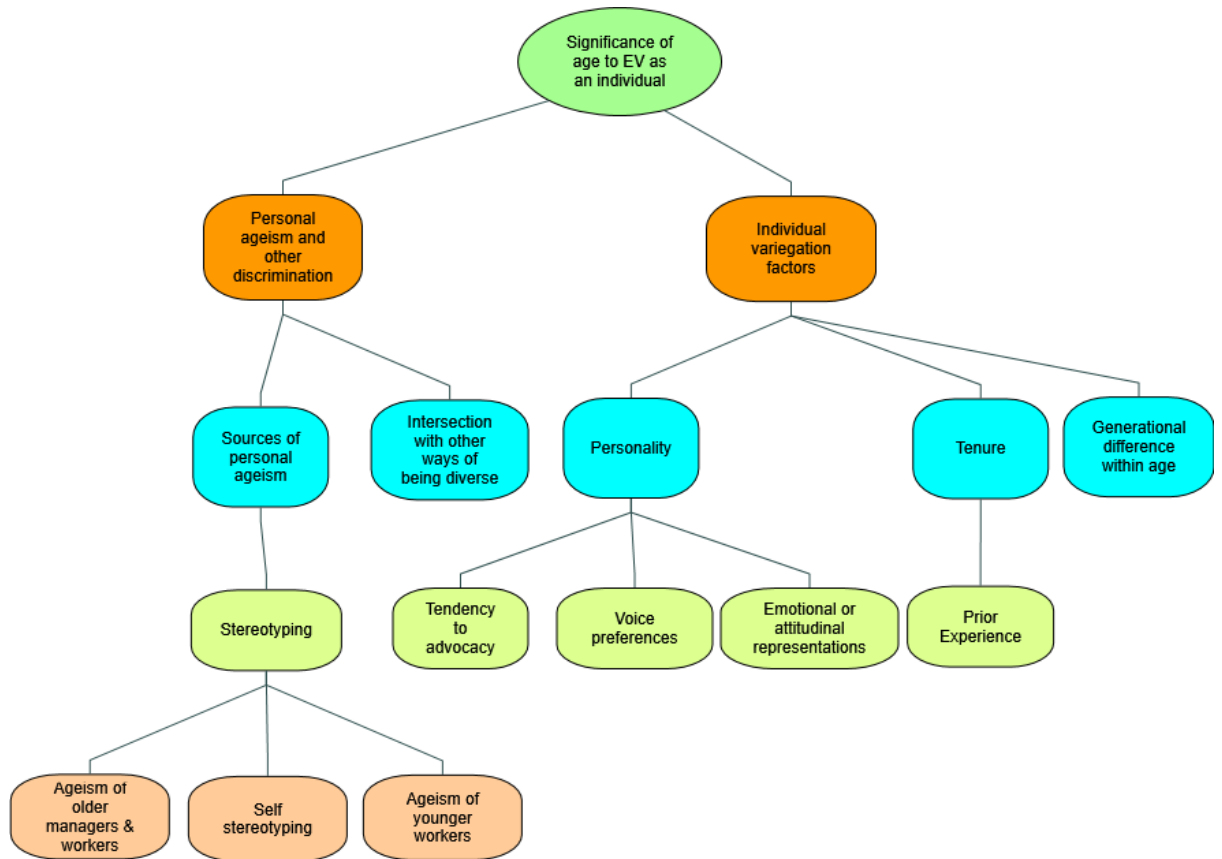 Significance of
age to EV as
an individual
Personal
ageism and
other
discrimination
Individual
variegation
factors
Sources of
personal
ageism
Intersection
with other
ways of
being diverse
Personality
Tenure
Generational
difference
within age
Stereotyping
Tendency
to
advocacy
Voice
preferences
Emotional or
attitudinal
representations
Prior
Experience
Ageism of
older
managers &
workers
Self
stereotyping
Ageism of
younger
workers